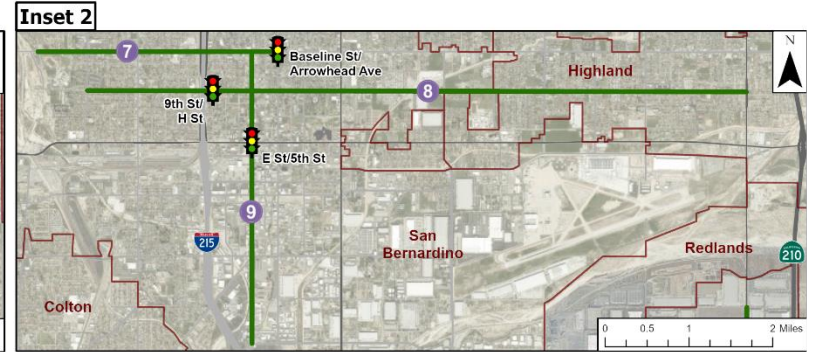 Inset 2
7
Baseline St/
Arrowhead Ave
N
Highland
8
9th St/
H St
E St/5th St
9
215
San
Bernardino
Redlands
210
Colton
0 0.5 1 2 Miles